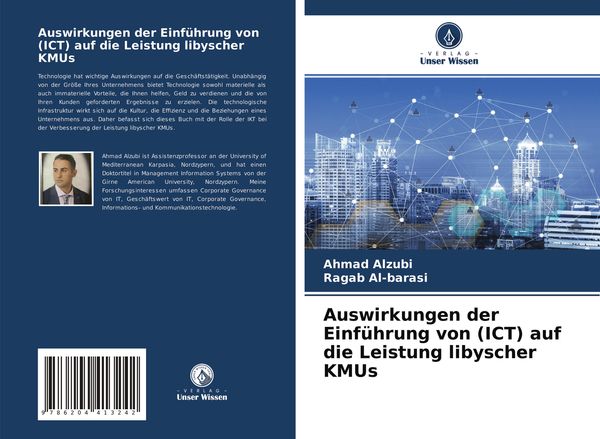 Auswirkungen der Einführung von
(ICT) auf die Leistung libyscher
KMUs
Technologie hat wichtige Auswirkungen auf die Geschäftstätigkeit. Unabhängig
von der Größe Ihres Unternehmens bietet Technologie sowohl materielle als
auch immaterielle Vorteile, die Ihnen helfen, Geld zu verdienen und die von
Ihren Kunden geforderten Ergebnisse zu erzielen. Die technologische
Infrastruktur wirkt sich auf die Kultur, die Effizienz und die Beziehungen eines
Unternehmens aus. Daher befasst sich dieses Buch mit der Rolle der IKT bei
der Verbesserung der Leistung libyscher KMUs.
Ahmad Alzubi ist Assistenzprofessor an der University of
Mediterranean Karpasia, Nordzypern, und hat einen
Doktortitel in Management Information Systems von der
Girne American University, Nordzypern. Meine
Forschungsinteressen umfassen Corporate Governance
von IT, Geschäftswert von IT, Corporate Governance,
Informations- und Kommunikationstechnologie.
9 786204 413242
–VERLAG–
Unser Wissen
–VERLAG–
Unser Wissen
Ahmad Alzubi
Ragab Al-barasi
Auswirkungen der
Einführung von (ICT) auf
die Leistung libyscher
KMUs